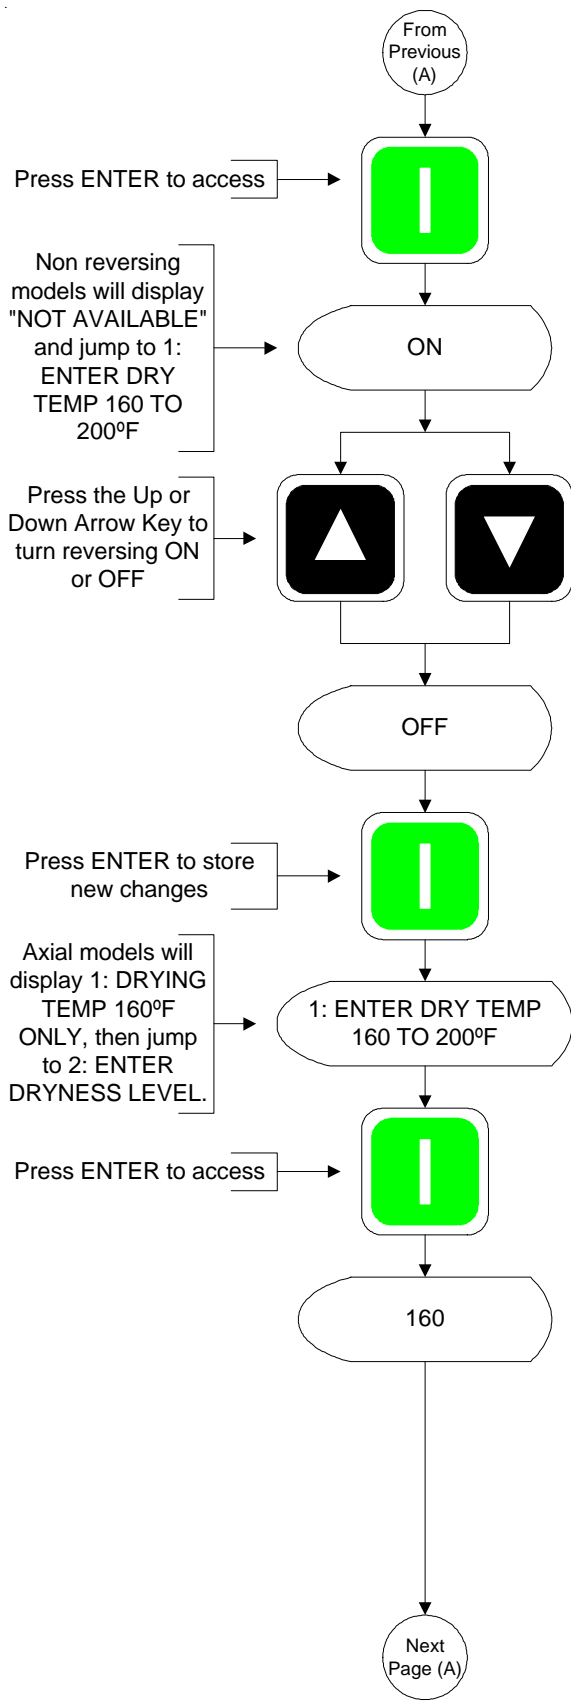 From
Previous
(A)
Press ENTER to access
Non reversing
models will display
"NOT AVAILABLE"
and jump to 1:
ENTER DRY
TEMP 160 TO
200ºF
ON
Press the Up or
Down Arrow Key to
turn reversing ON
or OFF
OFF
Press ENTER to store
new changes
Axial models will
display 1: DRYING
TEMP 160ºF
ONLY, then jump
to 2: ENTER
DRYNESS LEVEL.
1: ENTER DRY TEMP
160 TO 200ºF
Press ENTER to access
160
Next
Page (A)